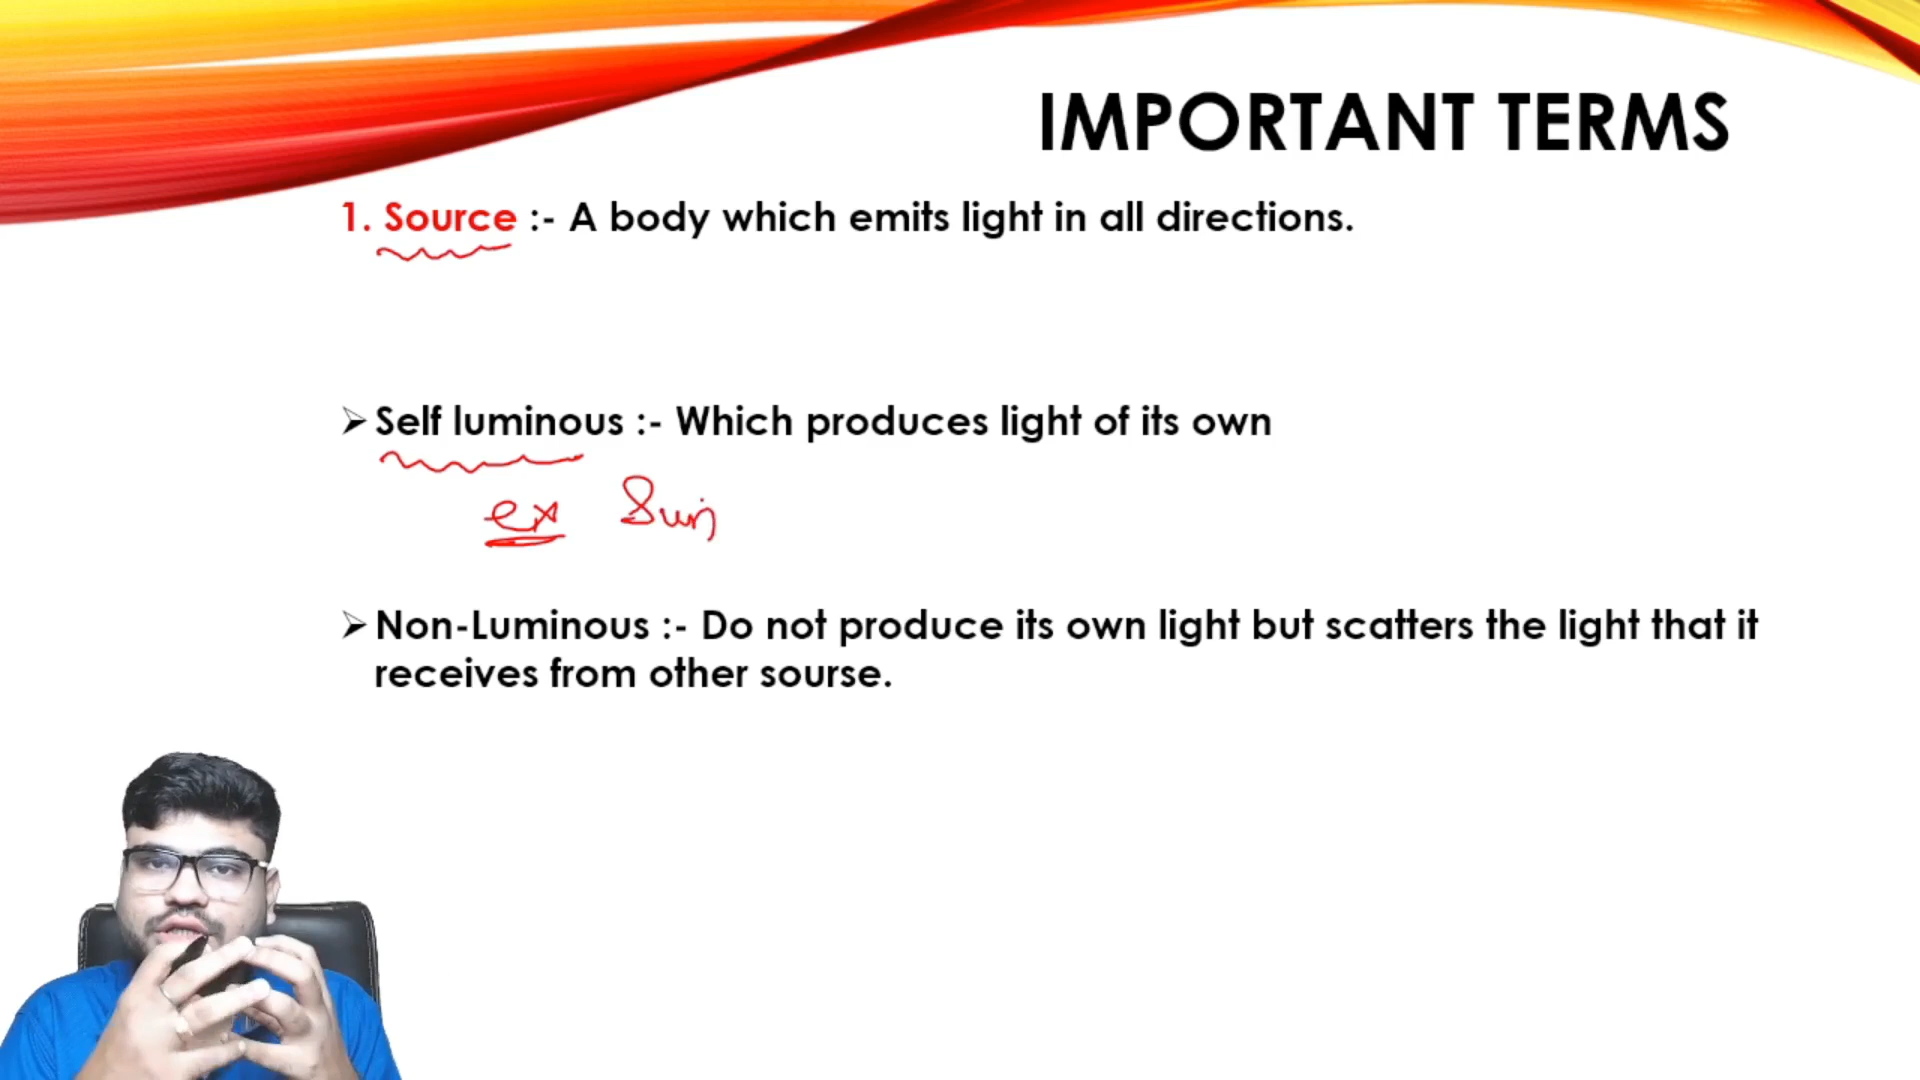 IMPORTANT TERMS
1. Source :- A body which emits light in all directions.
➢ Self luminous :- Which produces light of its own
ex Sun
➢ Non-Luminous :- Do not produce its own light but scatters the light that it
receives from other sourse.